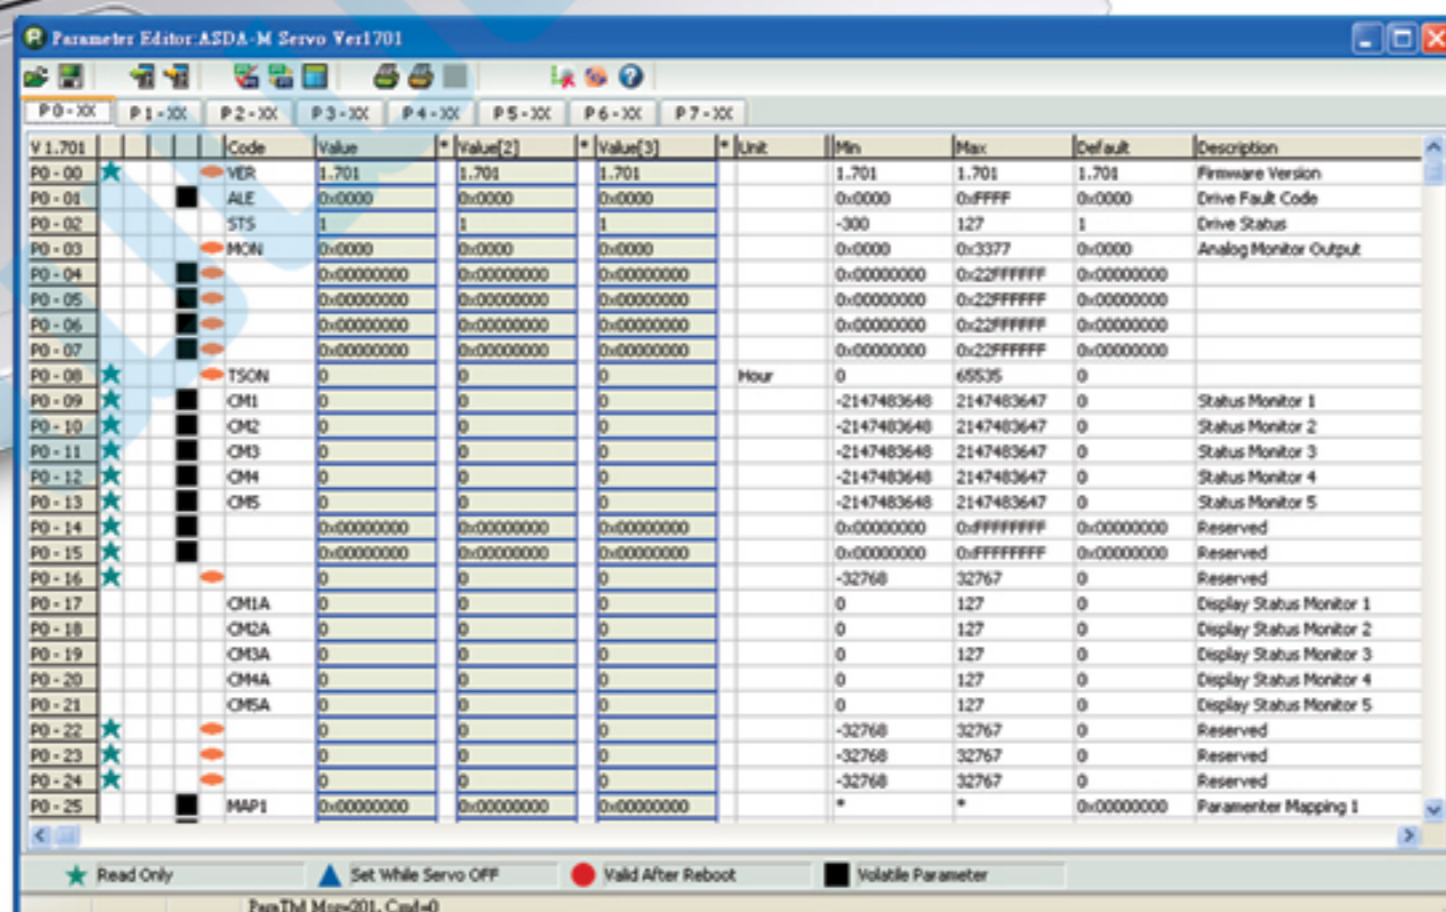 Parameter Editor:ASDA-M Servo Ver1701
P0-XX P1-XX P2-XX P3-XX P4-XX P5-XX P6-XX P7-XX
V 1.701 Code Value * Value[2] * Value[3] * Unit Min Max Default Description
P0 - 00 VER 1.701 1.701 1.701 1.701 1.701 1.701 Firmware Version
P0 - 01 ALE 0x0000 0x0000 0x0000 0x0000 0xFFFF 0x0000 Drive Fault Code
P0 - 02 STS 1 1 1 -300 127 1 Drive Status
P0 - 03 MON 0x0000 0x0000 0x0000 0x0000 0x3377 0x0000 Analog Monitor Output
P0 - 04 0x00000000 0x00000000 0x00000000 0x00000000 0x22FFFFFF 0x00000000
P0 - 05 0x00000000 0x00000000 0x00000000 0x00000000 0x22FFFFFF 0x00000000
P0 - 06 0x00000000 0x00000000 0x00000000 0x00000000 0x22FFFFFF 0x00000000
P0 - 07 0x00000000 0x00000000 0x00000000 0x00000000 0x22FFFFFF 0x00000000
P0 - 08 TSON 0 0 0 Hour 0 65535 0
P0 - 09 CM1 0 0 0 -2147483648 2147483647 0 Status Monitor 1
P0 - 10 CM2 0 0 0 -2147483648 2147483647 0 Status Monitor 2
P0 - 11 CM3 0 0 0 -2147483648 2147483647 0 Status Monitor 3
P0 - 12 CM4 0 0 0 -2147483648 2147483647 0 Status Monitor 4
P0 - 13 CM5 0 0 0 -2147483648 2147483647 0 Status Monitor 5
P0 - 14 0x00000000 0x00000000 0x00000000 0x00000000 0xFFFFFFFF 0x00000000 Reserved
P0 - 15 0x00000000 0x00000000 0x00000000 0x00000000 0xFFFFFFFF 0x00000000 Reserved
P0 - 16 0 0 0 -32768 32767 0 Reserved
P0 - 17 CM1A 0 0 0 0 127 0 Display Status Monitor 1
P0 - 18 CM2A 0 0 0 0 127 0 Display Status Monitor 2
P0 - 19 CM3A 0 0 0 0 127 0 Display Status Monitor 3
P0 - 20 CM4A 0 0 0 0 127 0 Display Status Monitor 4
P0 - 21 CM5A 0 0 0 0 127 0 Display Status Monitor 5
P0 - 22 0 0 0 -32768 32767 0 Reserved
P0 - 23 0 0 0 -32768 32767 0 Reserved
P0 - 24 0 0 0 -32768 32767 0 Reserved
P0 - 25 MAP1 0x00000000 0x00000000 0x00000000 * * 0x00000000 Paramenter Mapping 1
Read Only Set While Servo OFF Valid After Reboot Volatile Parameter
ParaThd Msg=201, Cmd=0